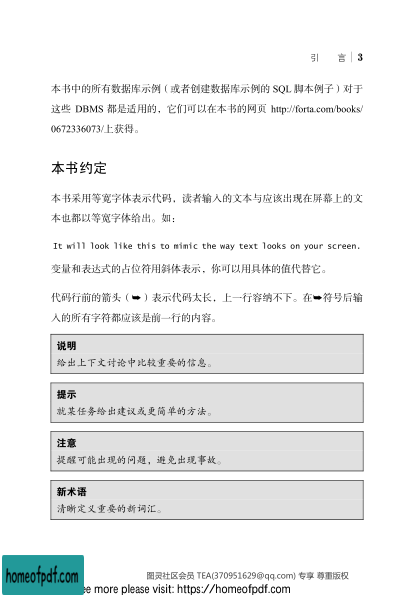 引 言 3
本书中的所有数据库示例（或者创建数据库示例的 SQL 脚本例子）对于
这些 DBMS 都是适用的，它们可以在本书的网页 http://forta.com/books/
0672336073/上获得。
本书约定
本书采用等宽字体表示代码，读者输入的文本与应该出现在屏幕上的文
本也都以等宽字体给出。如：
It will look like this to mimic the way text looks on your screen.
变量和表达式的占位符用斜体表示，你可以用具体的值代替它。
代码行前的箭头（➥）表示代码太长，上一行容纳不下。在➥符号后输
入的所有字符都应该是前一行的内容。
说明
给出上下文讨论中比较重要的信息。
提示
就某任务给出建议或更简单的方法。
注意
提醒可能出现的问题，避免出现事故。
新术语
清晰定义重要的新词汇。
图灵社区会员 TEA(370951629@qq.com) 专享 尊重版权
homeofpdf.com
ee more please visit: https://homeofpdf.com